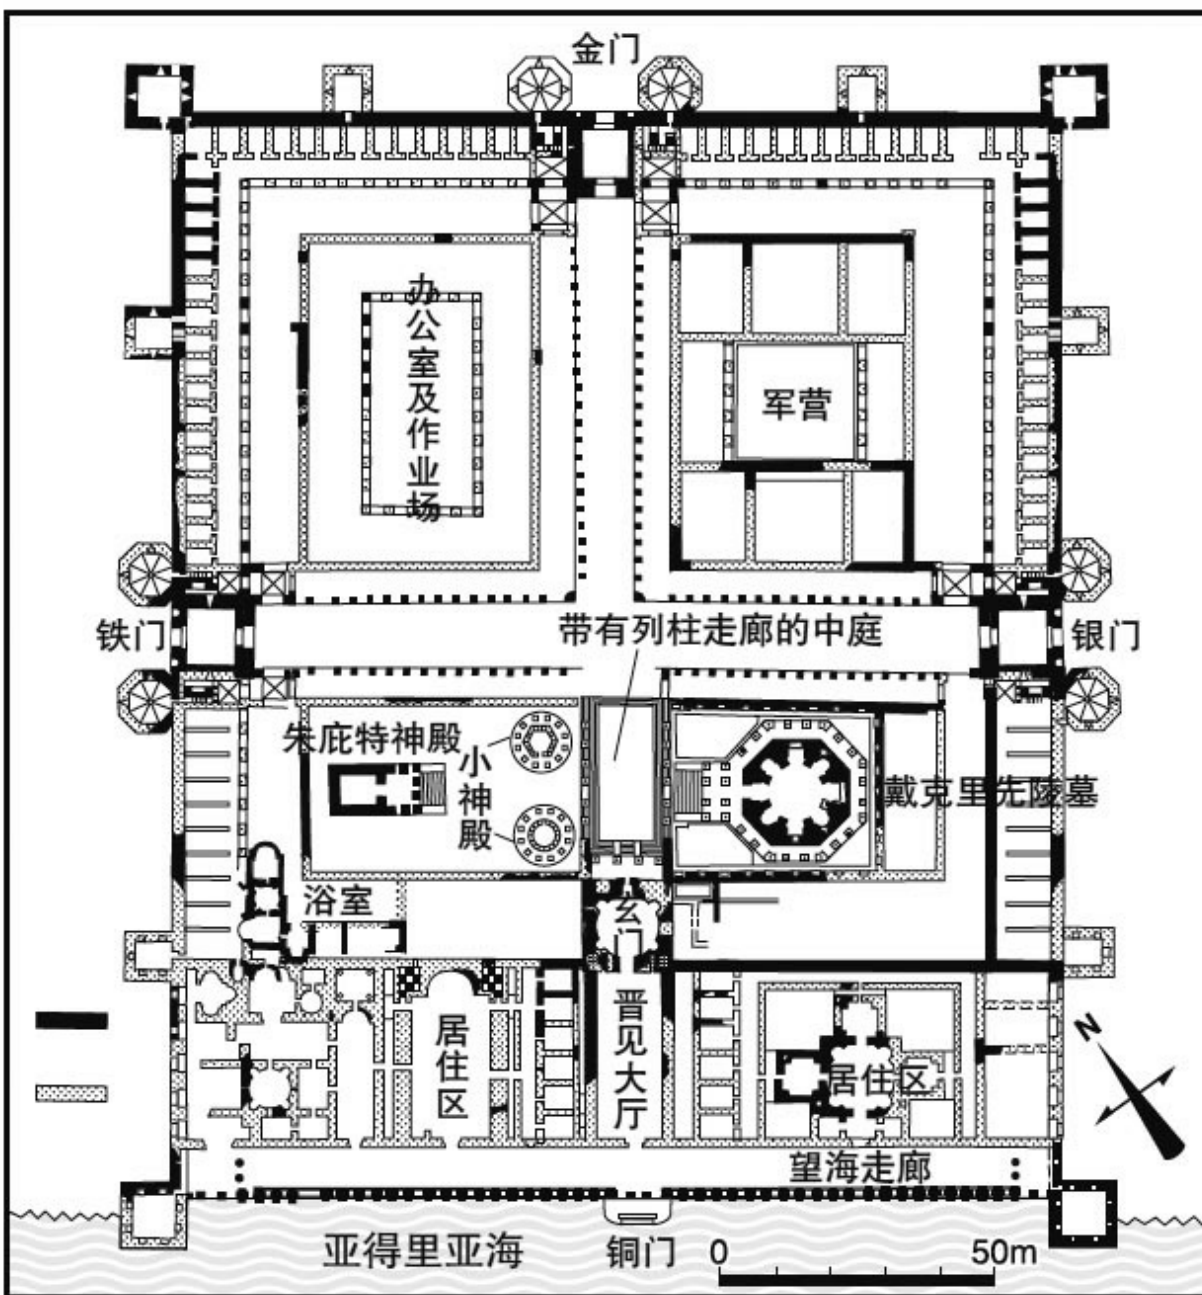 金门
办公室及作业场
军营
铁门
带有列柱走廊的中庭
银门
朱庇特神殿
小神殿
戴克里先陵墓
浴室
玄门
居住区
晋见大厅
居住区
N
望海走廊
亚得里亚海
铜门
0
50m